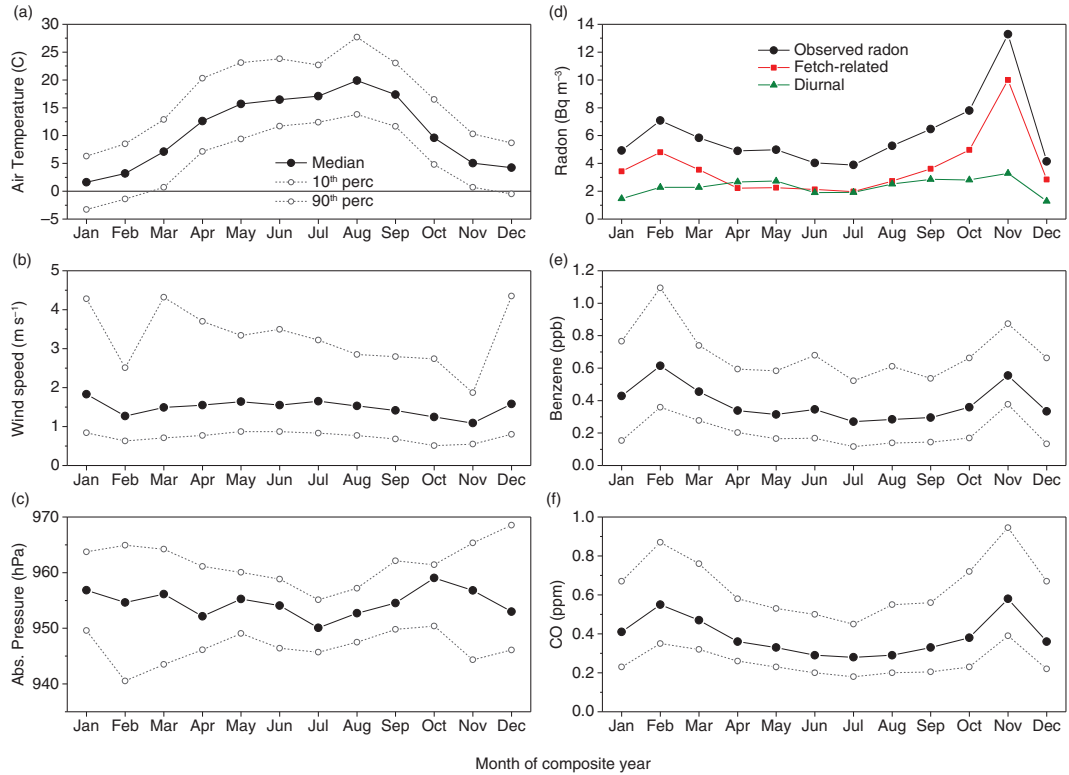 (a)
Air Temperature (C)
30
25
20
15
10
5
0
–5
Median
10th perc
90th perc
Jan Feb Mar Apr May Jun Jul Aug Sep Oct Nov Dec
(d)
Radon (Bq m–3)
14
12
10
8
6
4
2
0
Observed radon
Fetch-related
Diurnal
Jan Feb Mar Apr May Jun Jul Aug Sep Oct Nov Dec
(b)
Wind speed (m s–1)
5
4
3
2
1
0
Jan Feb Mar Apr May Jun Jul Aug Sep Oct Nov Dec
(e)
Benzene (ppb)
1.2
1.0
0.8
0.6
0.4
0.2
0.0
Jan Feb Mar Apr May Jun Jul Aug Sep Oct Nov Dec
(c)
Abs. Pressure (hPa)
970
960
950
940
Jan Feb Mar Apr May Jun Jul Aug Sep Oct Nov Dec
(f)
CO (ppm)
1.0
0.8
0.6
0.4
0.2
0.0
Jan Feb Mar Apr May Jun Jul Aug Sep Oct Nov Dec
Month of composite year